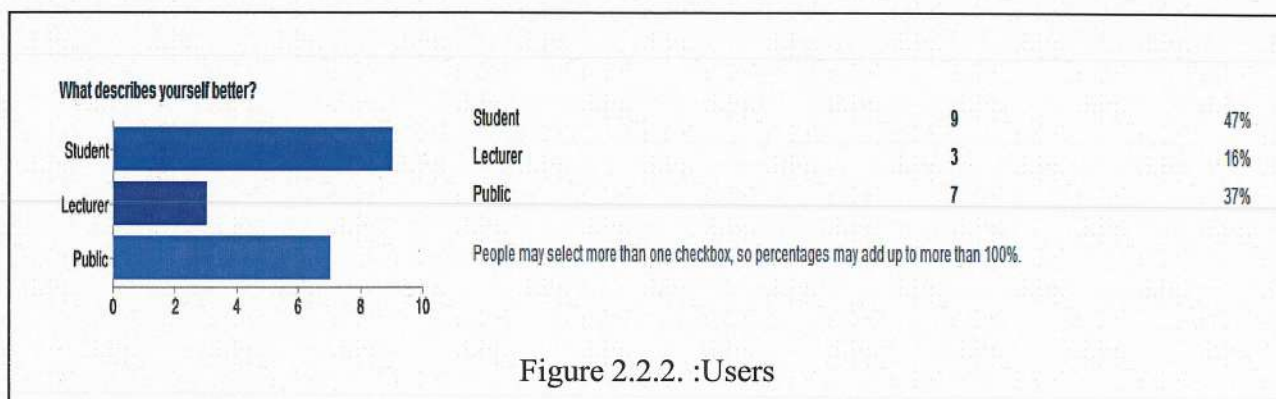 What describes yourself better?
Student 9 47%
Lecturer 3 16%
Public 7 37%
Student
Lecturer
Public
0 2 4 6 8 10
People may select more than one checkbox, so percentages may add up to more than 100%.
Figure 2.2.2. :Users